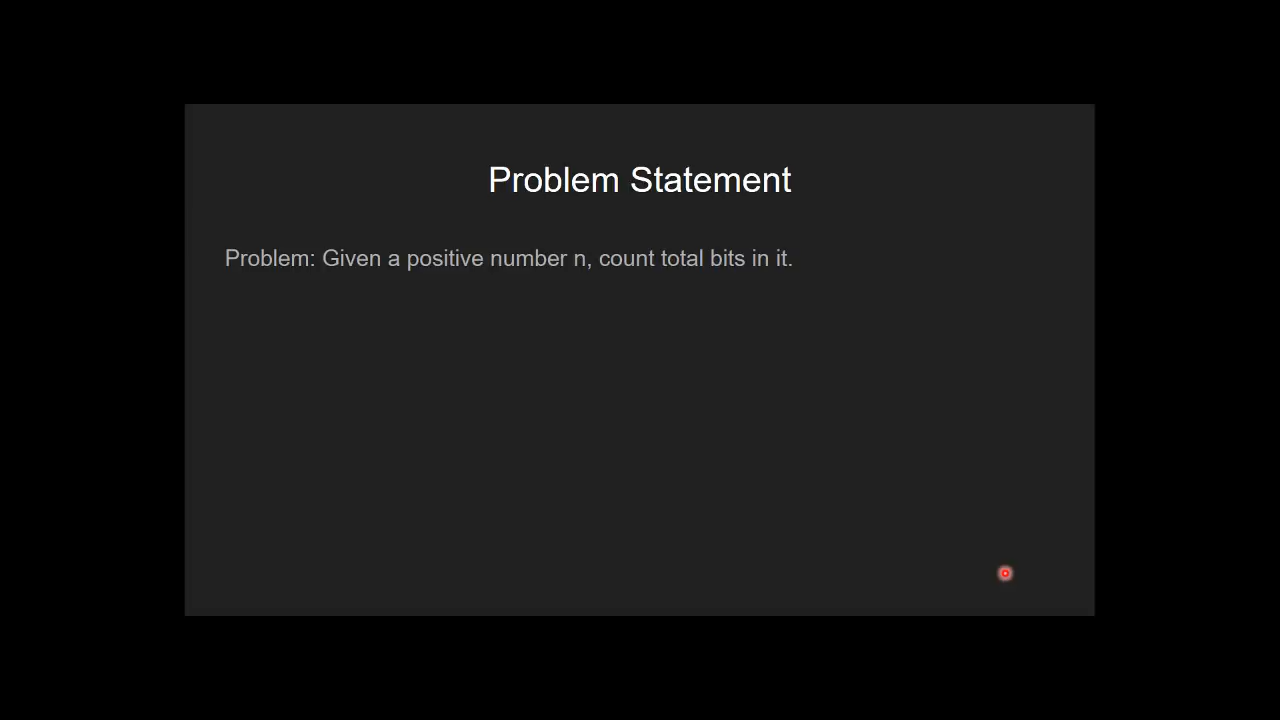 Problem Statement
Problem: Given a positive number n, count total bits in it.